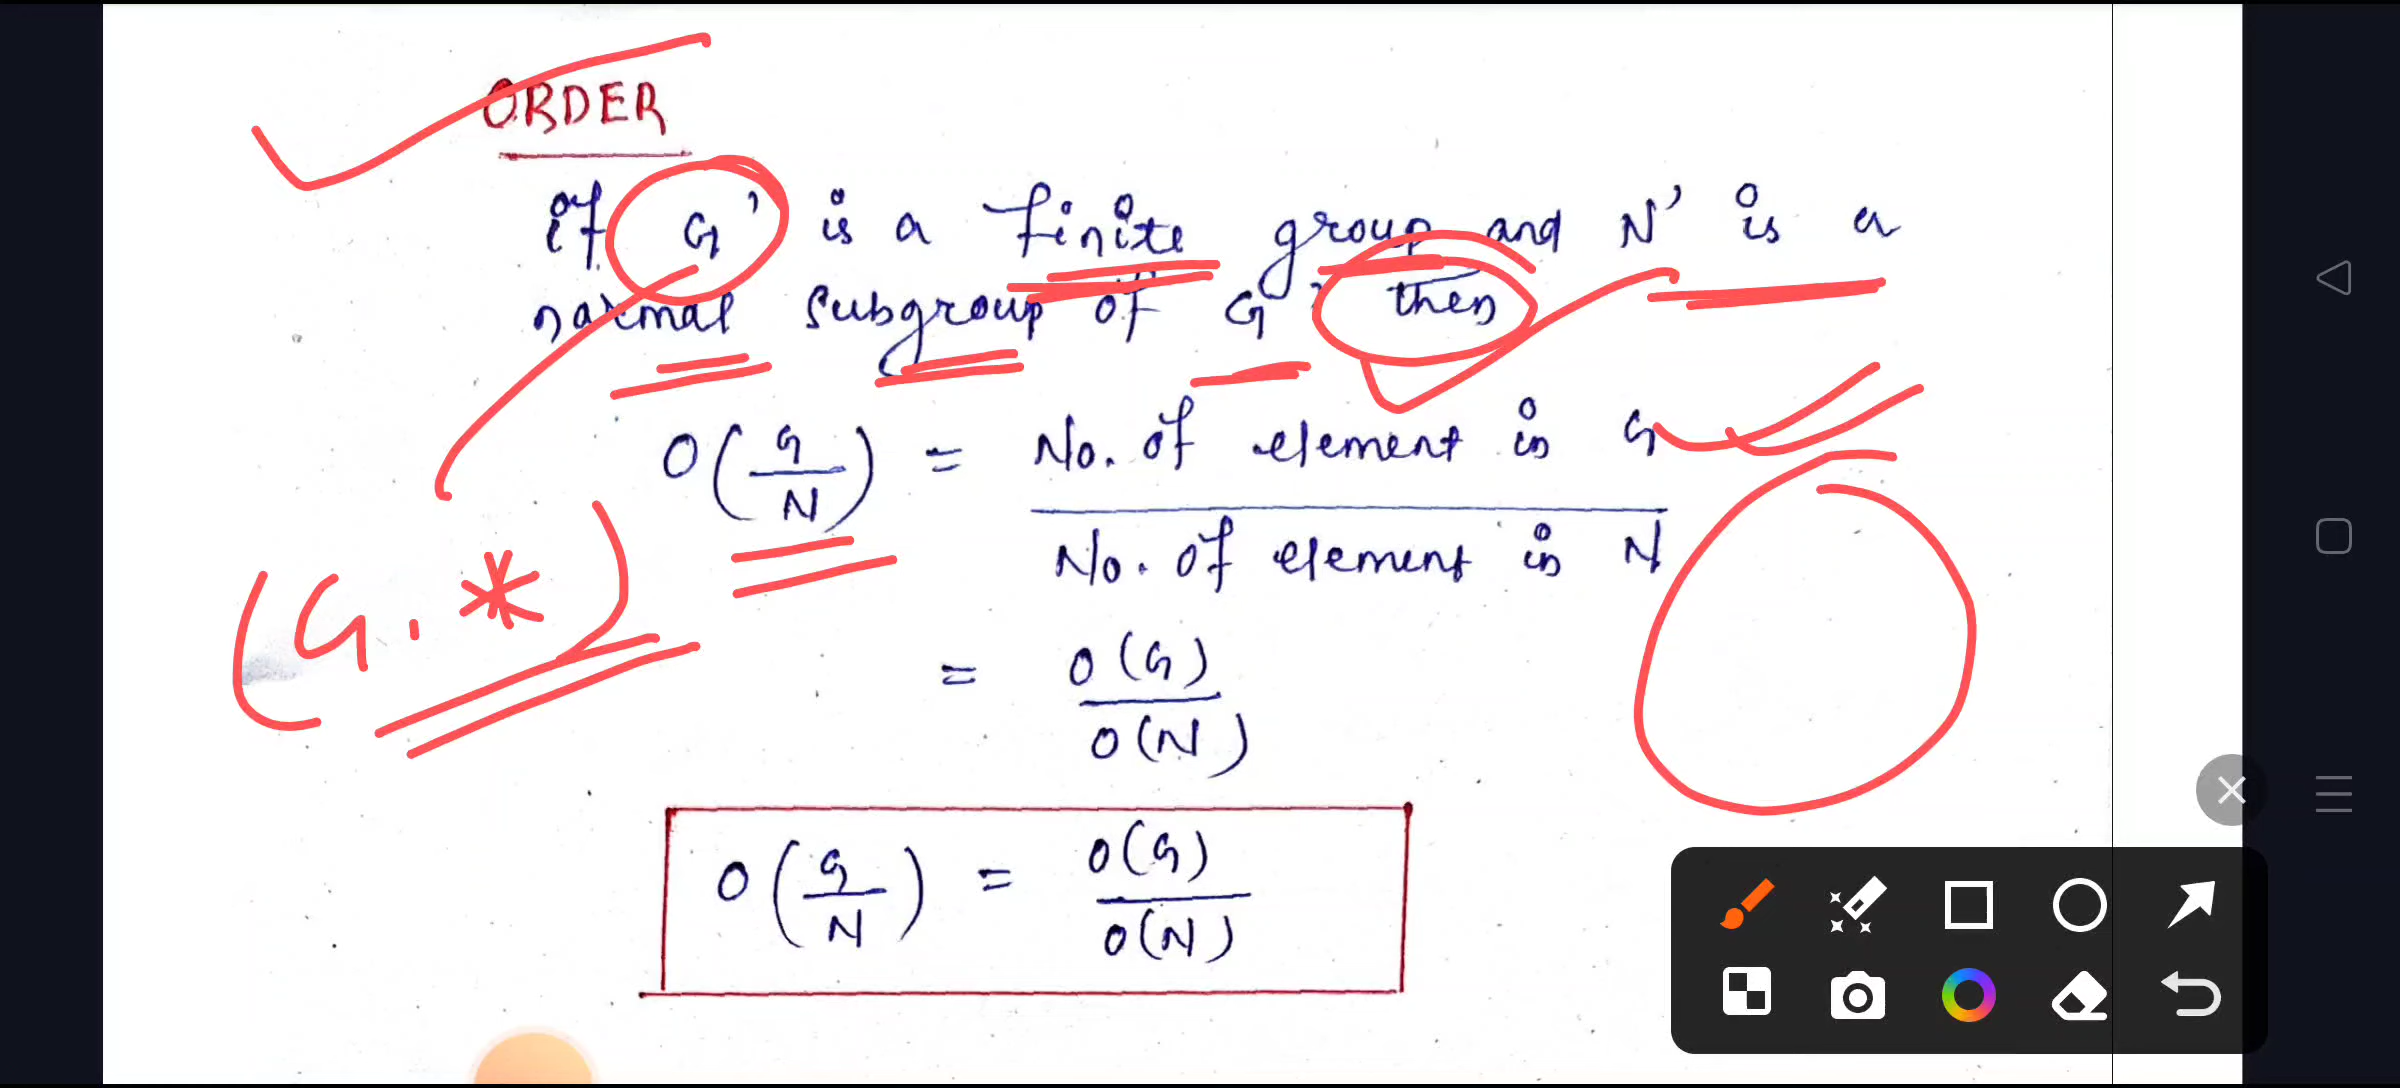 ORDER
if G' is a finite group and N' is a
normal subgroup of G' then
O(G/N) = No. of element in G / No. of element in N
(G, *)
= O(G) / O(N)
O(G/N) = O(G) / O(N)